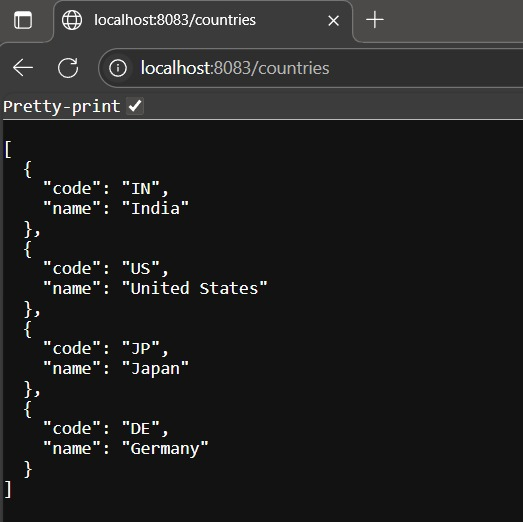 localhost:8083/countries
localhost:8083/countries
Pretty-print
[
  {
    "code": "IN",
    "name": "India"
  },
  {
    "code": "US",
    "name": "United States"
  },
  {
    "code": "JP",
    "name": "Japan"
  },
  {
    "code": "DE",
    "name": "Germany"
  }
]